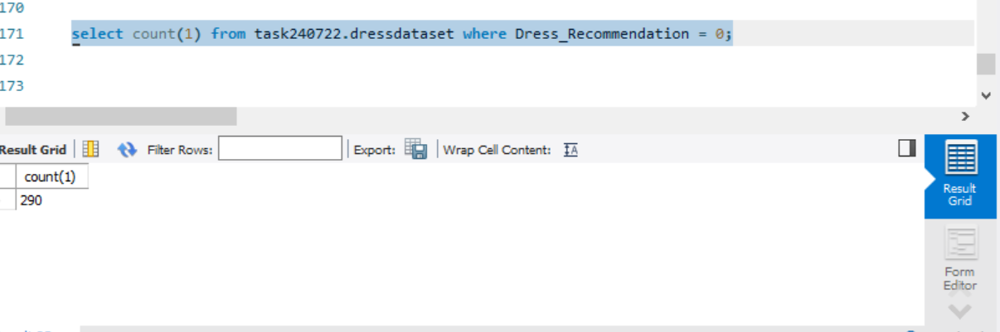 170
171 select count(1) from task240722.dressdataset where Dress_Recommendation = 0;
172
173
Result Grid Filter Rows: Export: Wrap Cell Content: IA
count(1)
290
Result
Grid
Form
Editor